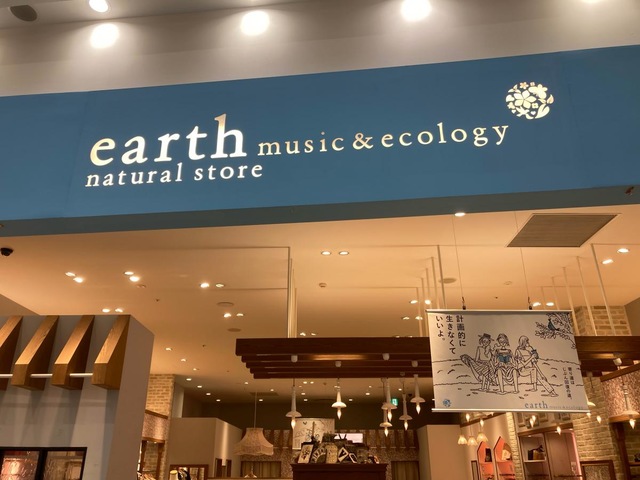 earth music & ecology
natural store
計画的に
生きなくて
いいよ。
earth